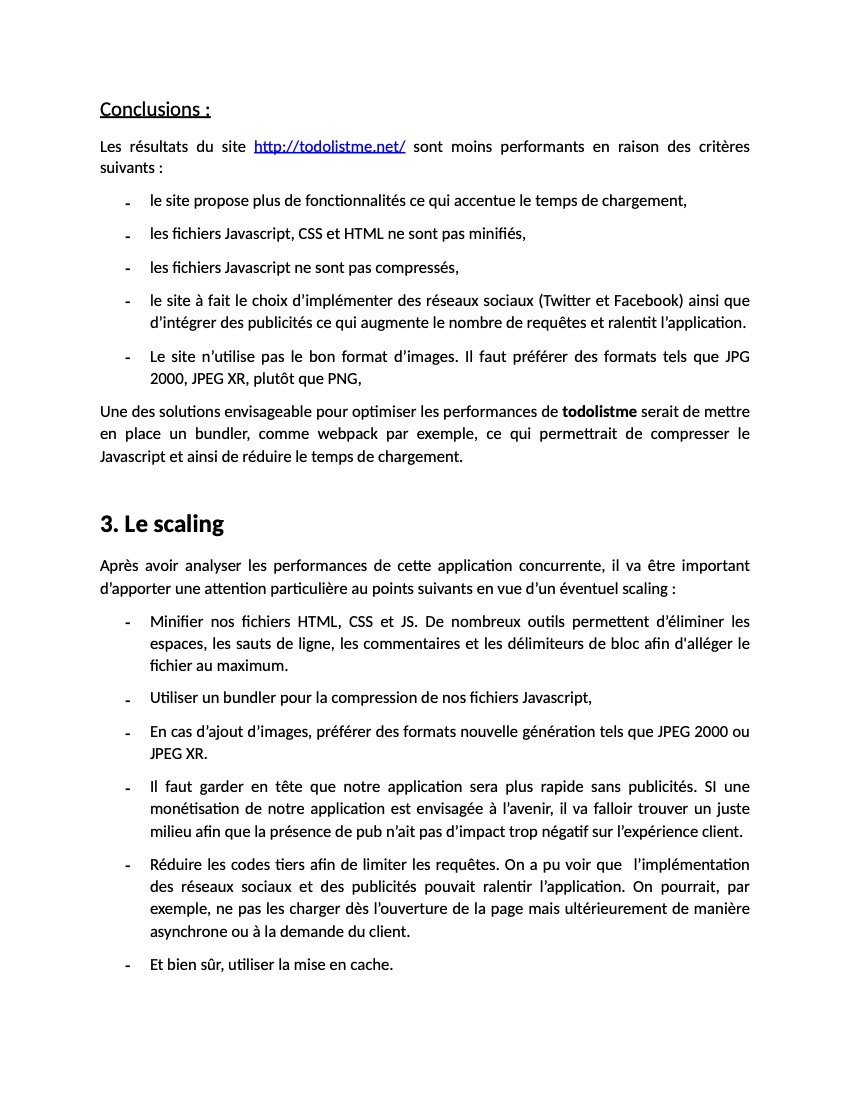 Conclusions :
Les résultats du site http://todolistme.net/ sont moins performants en raison des critères
suivants :
- le site propose plus de fonctionnalités ce qui accentue le temps de chargement,
- les fichiers Javascript, CSS et HTML ne sont pas minifiés,
- les fichiers Javascript ne sont pas compressés,
- le site à fait le choix d’implémenter des réseaux sociaux (Twitter et Facebook) ainsi que
d’intégrer des publicités ce qui augmente le nombre de requêtes et ralentit l’application.
- Le site n’utilise pas le bon format d’images. Il faut préférer des formats tels que JPG
2000, JPEG XR, plutôt que PNG,
Une des solutions envisageable pour optimiser les performances de todolistme serait de mettre
en place un bundler, comme webpack par exemple, ce qui permettrait de compresser le
Javascript et ainsi de réduire le temps de chargement.
3. Le scaling
Après avoir analyser les performances de cette application concurrente, il va être important
d’apporter une attention particulière au points suivants en vue d’un éventuel scaling :
- Minifier nos fichiers HTML, CSS et JS. De nombreux outils permettent d’éliminer les
espaces, les sauts de ligne, les commentaires et les délimiteurs de bloc afin d'alléger le
fichier au maximum.
- Utiliser un bundler pour la compression de nos fichiers Javascript,
- En cas d’ajout d’images, préférer des formats nouvelle génération tels que JPEG 2000 ou
JPEG XR.
- Il faut garder en tête que notre application sera plus rapide sans publicités. SI une
monétisation de notre application est envisagée à l’avenir, il va falloir trouver un juste
milieu afin que la présence de pub n’ait pas d’impact trop négatif sur l’expérience client.
- Réduire les codes tiers afin de limiter les requêtes. On a pu voir que l’implémentation
des réseaux sociaux et des publicités pouvait ralentir l’application. On pourrait, par
exemple, ne pas les charger dès l’ouverture de la page mais ultérieurement de manière
asynchrone ou à la demande du client.
- Et bien sûr, utiliser la mise en cache.